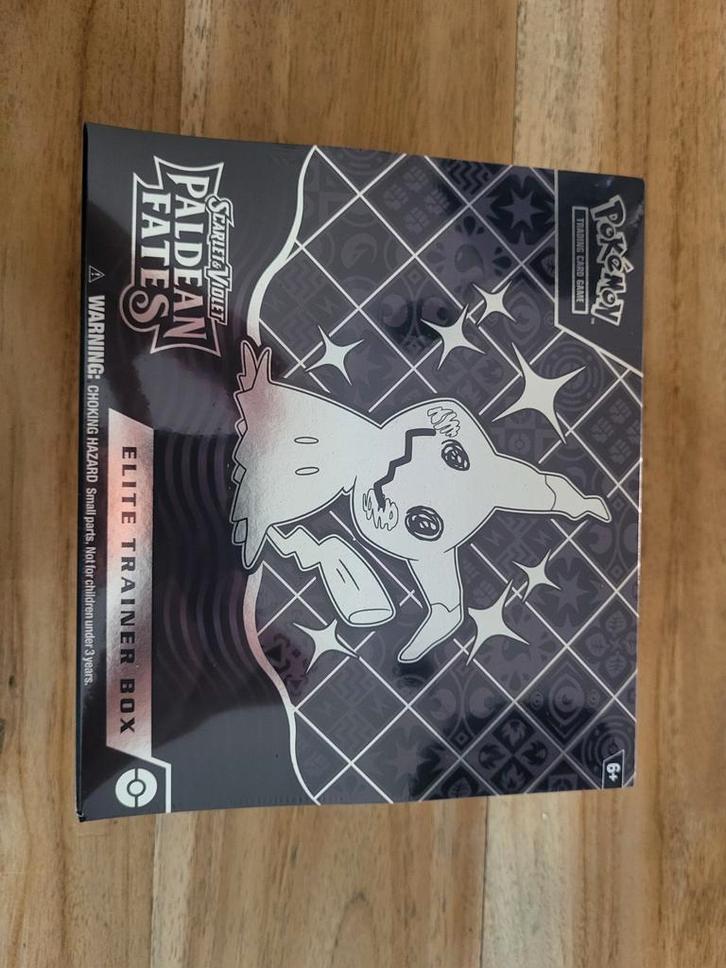 POKéMON™
TRADING CARD GAME
6+
SCARLET & VIOLET
PALDEAN
FATES
ELITE TRAINER BOX
⚠ WARNING: CHOKING HAZARD Small parts. Not for children under 3 years.